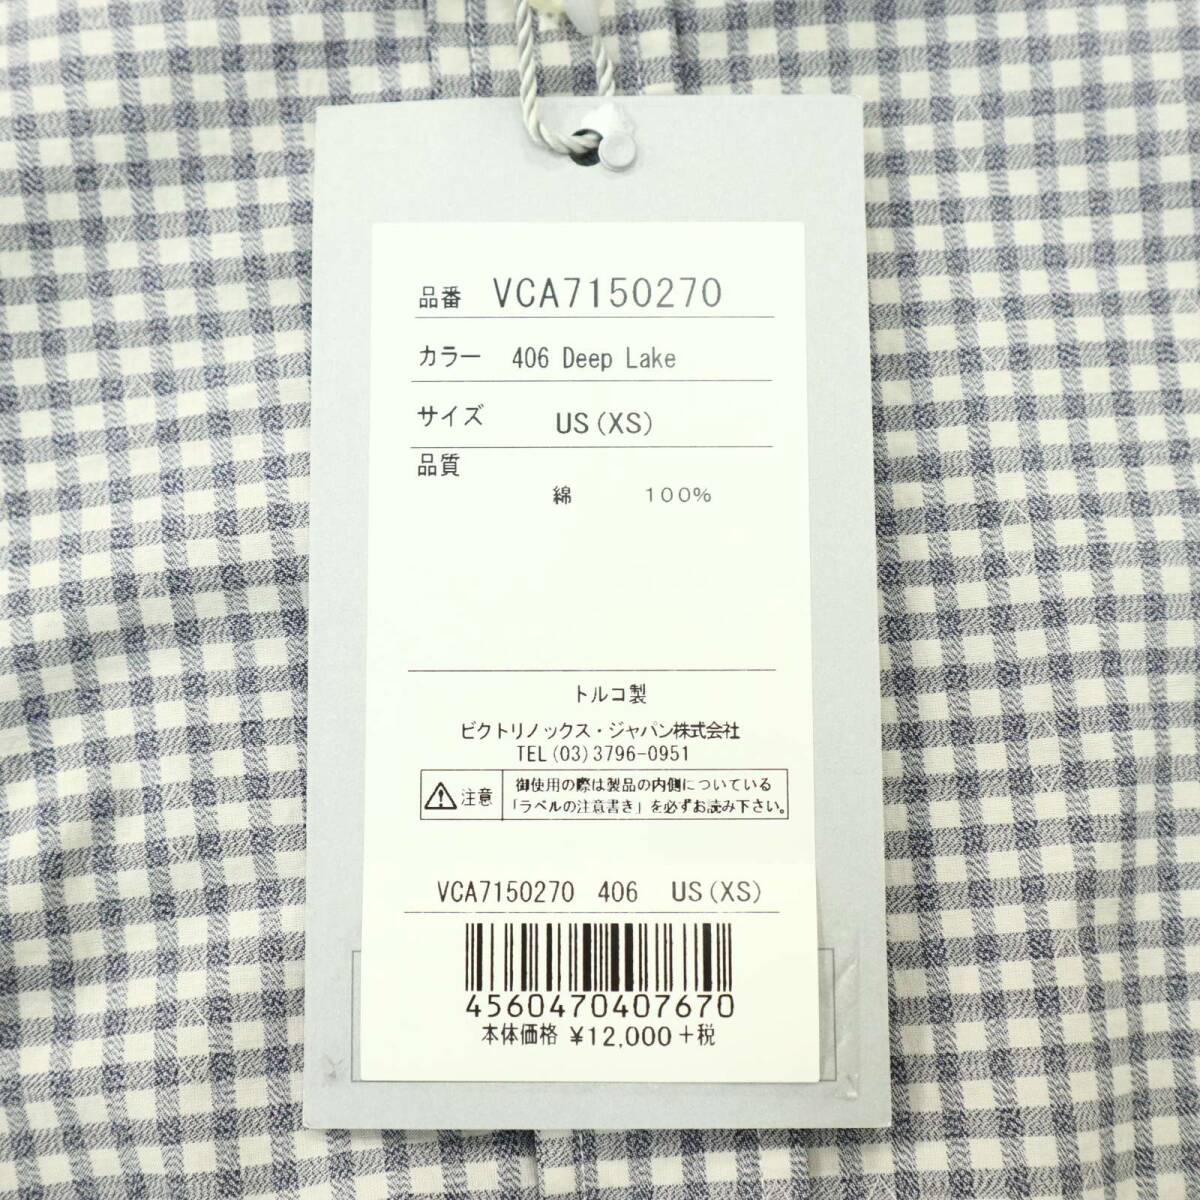 品番 VCA7150270
カラー 406 Deep Lake
サイズ US(XS)
品質
綿 100%
トルコ製
ビクトリノックス・ジャパン株式会社
TEL(03)3796-0951
注意
御使用の際は製品の内側についている
「ラベルの注意書き」を必ずお読み下さい。
VCA7150270 406 US(XS)
4560470407670
本体価格 ¥12,000+税